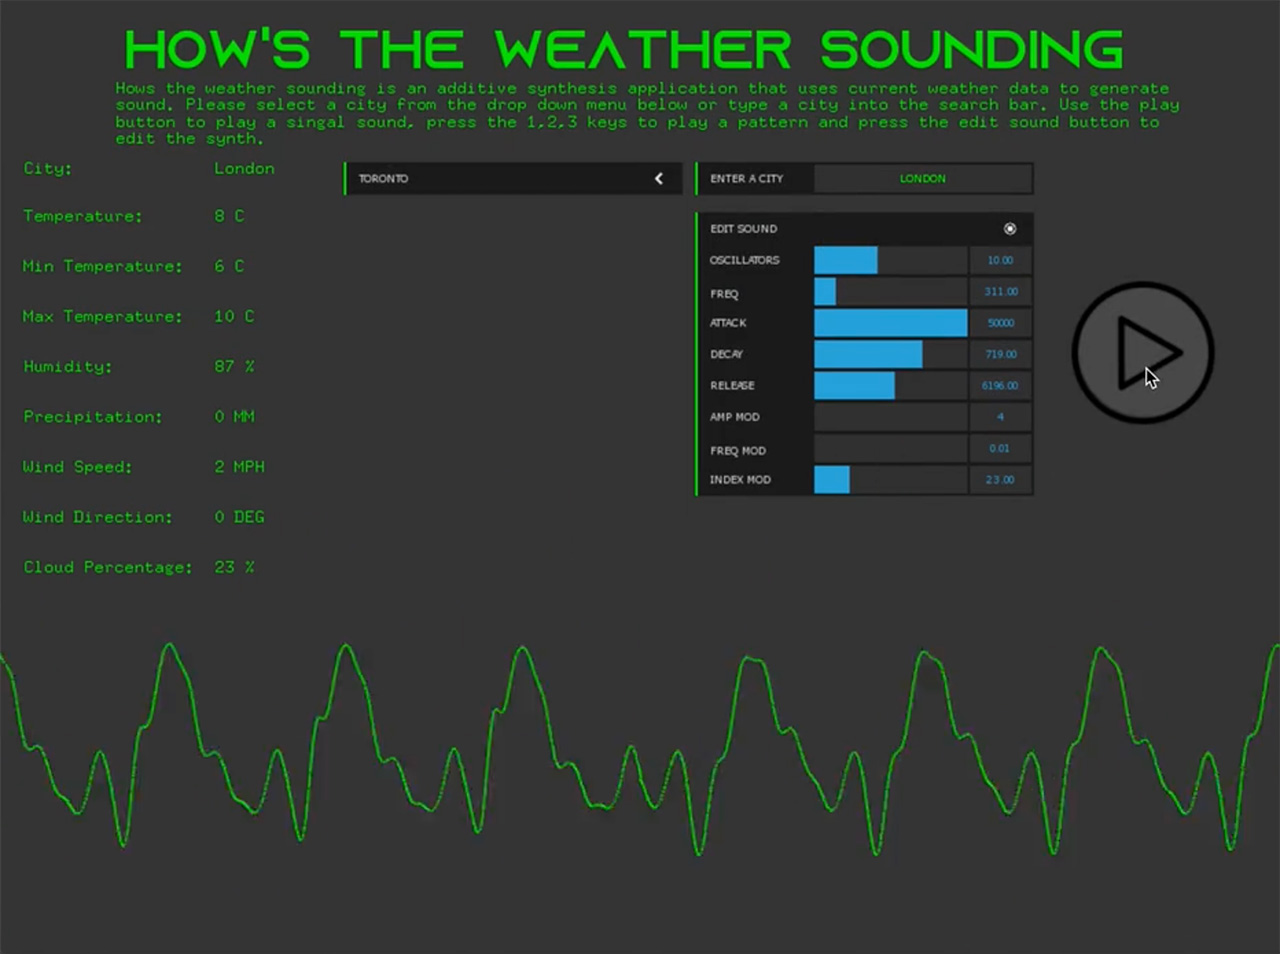 HOW'S THE WEATHER SOUNDING
Hows the weather sounding is an additive synthesis application that uses current weather data to generate
sound. Please select a city from the drop down menu below or type a city into the search bar. Use the play
button to play a singal sound, press the 1,2,3 keys to play a pattern and press the edit sound button to
edit the synth.
City: London
Temperature: 8 C
Min Temperature: 6 C
Max Temperature: 10 C
Humidity: 87 %
Precipitation: 0 MM
Wind Speed: 2 MPH
Wind Direction: 0 DEG
Cloud Percentage: 23 %
TORONTO
ENTER A CITY LONDON
EDIT SOUND
OSCILLATORS 10.00
FREQ 311.00
ATTACK 50000
DECAY 719.00
RELEASE 6196.00
AMP MOD 4
FREQ MOD 0.01
INDEX MOD 23.00